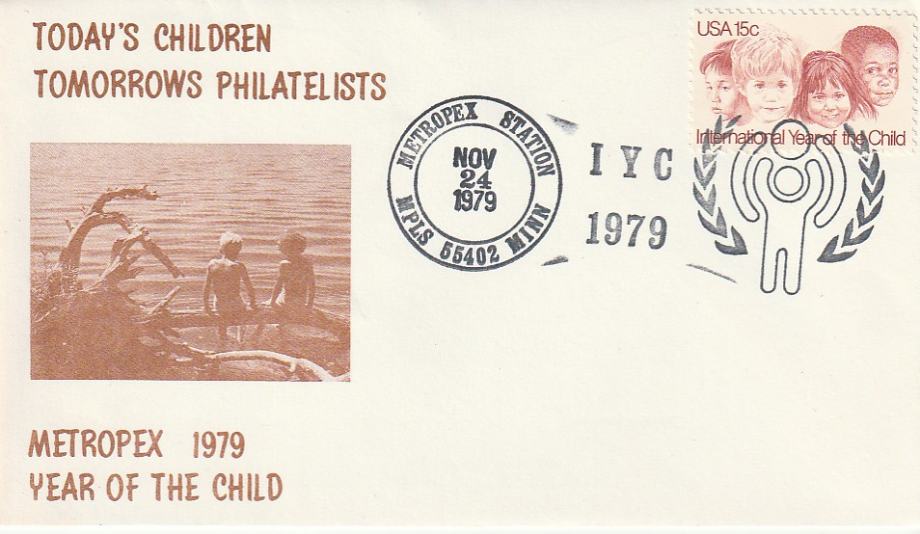 TODAY'S CHILDREN
TOMORROWS PHILATELISTS
USA 15c
International Year of the Child
METROPEX STATION
NOV
24
1979
MPLS 55402 MINN
IYC
1979
METROPEX 1979
YEAR OF THE CHILD